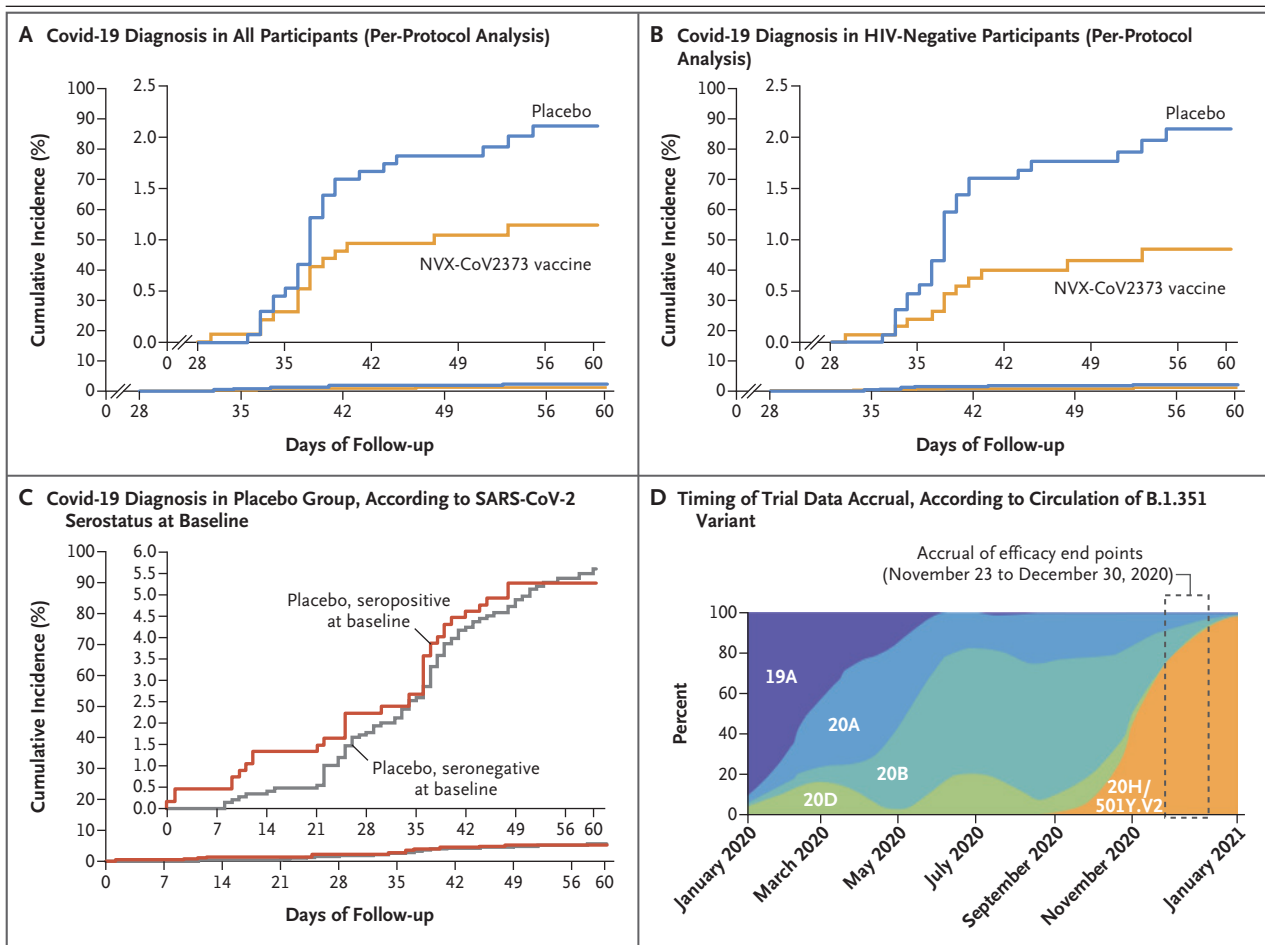 A Covid-19 Diagnosis in All Participants (Per-Protocol Analysis)
100
90
80
70
60
50
40
30
20
10
0
Cumulative Incidence (%)
2.5
2.0
1.5
1.0
0.5
0.0
Placebo
NVX-CoV2373 vaccine
0 28 35 42 49 56 60
0 28 35 42 49 56 60
Days of Follow-up
B Covid-19 Diagnosis in HIV-Negative Participants (Per-Protocol
Analysis)
100
90
80
70
60
50
40
30
20
10
0
Cumulative Incidence (%)
2.5
2.0
1.5
1.0
0.5
0.0
Placebo
NVX-CoV2373 vaccine
0 28 35 42 49 56 60
0 28 35 42 49 56 60
Days of Follow-up
C Covid-19 Diagnosis in Placebo Group, According to SARS-CoV-2
Serostatus at Baseline
100
90
80
70
60
50
40
30
20
10
0
Cumulative Incidence (%)
6.0
5.5
5.0
4.5
4.0
3.5
3.0
2.5
2.0
1.5
1.0
0.5
0.0
Placebo, seropositive
at baseline
Placebo, seronegative
at baseline
0 7 14 21 28 35 42 49 56 60
0 7 14 21 28 35 42 49 56 60
Days of Follow-up
D Timing of Trial Data Accrual, According to Circulation of B.1.351
Variant
Accrual of efficacy end points
(November 23 to December 30, 2020)
100
80
60
40
20
0
Percent
19A
20A
20B
20D
20H/
501Y.V2
January 2020
March 2020
May 2020
July 2020
September 2020
November 2020
January 2021